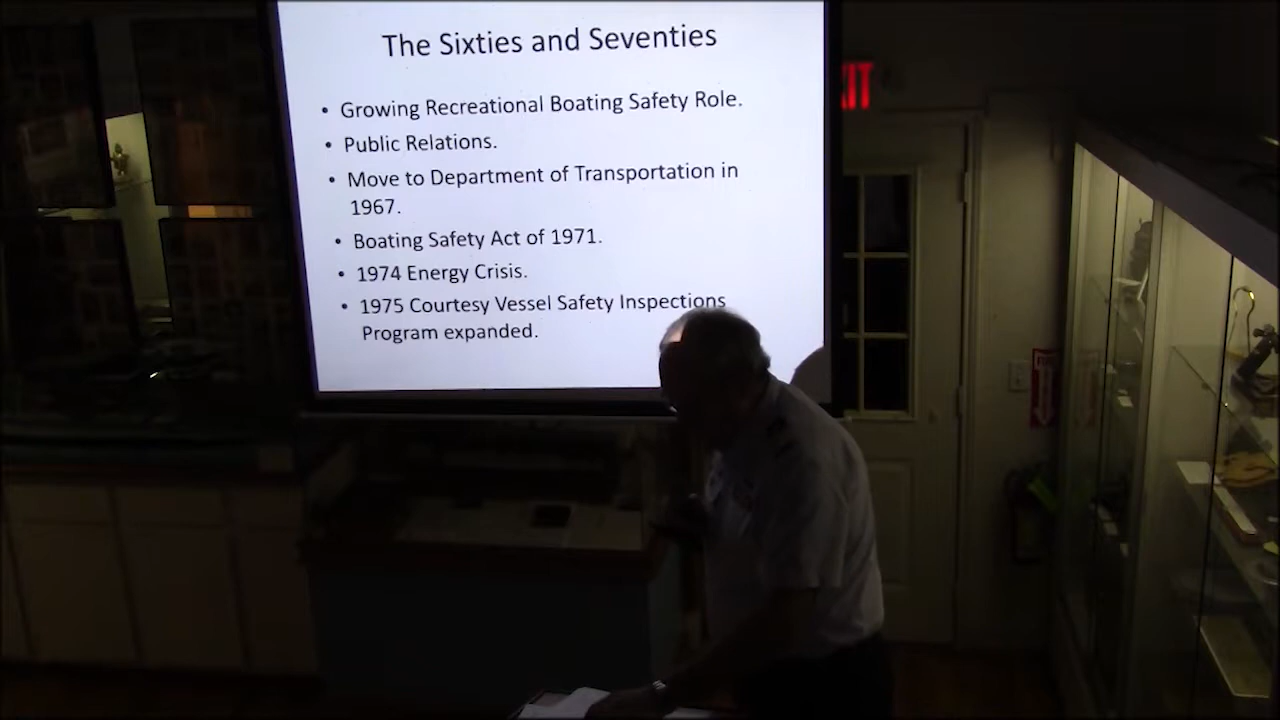 The Sixties and Seventies
• Growing Recreational Boating Safety Role.
• Public Relations.
• Move to Department of Transportation in
1967.
• Boating Safety Act of 1971.
• 1974 Energy Crisis.
• 1975 Courtesy Vessel Safety Inspections
Program expanded.